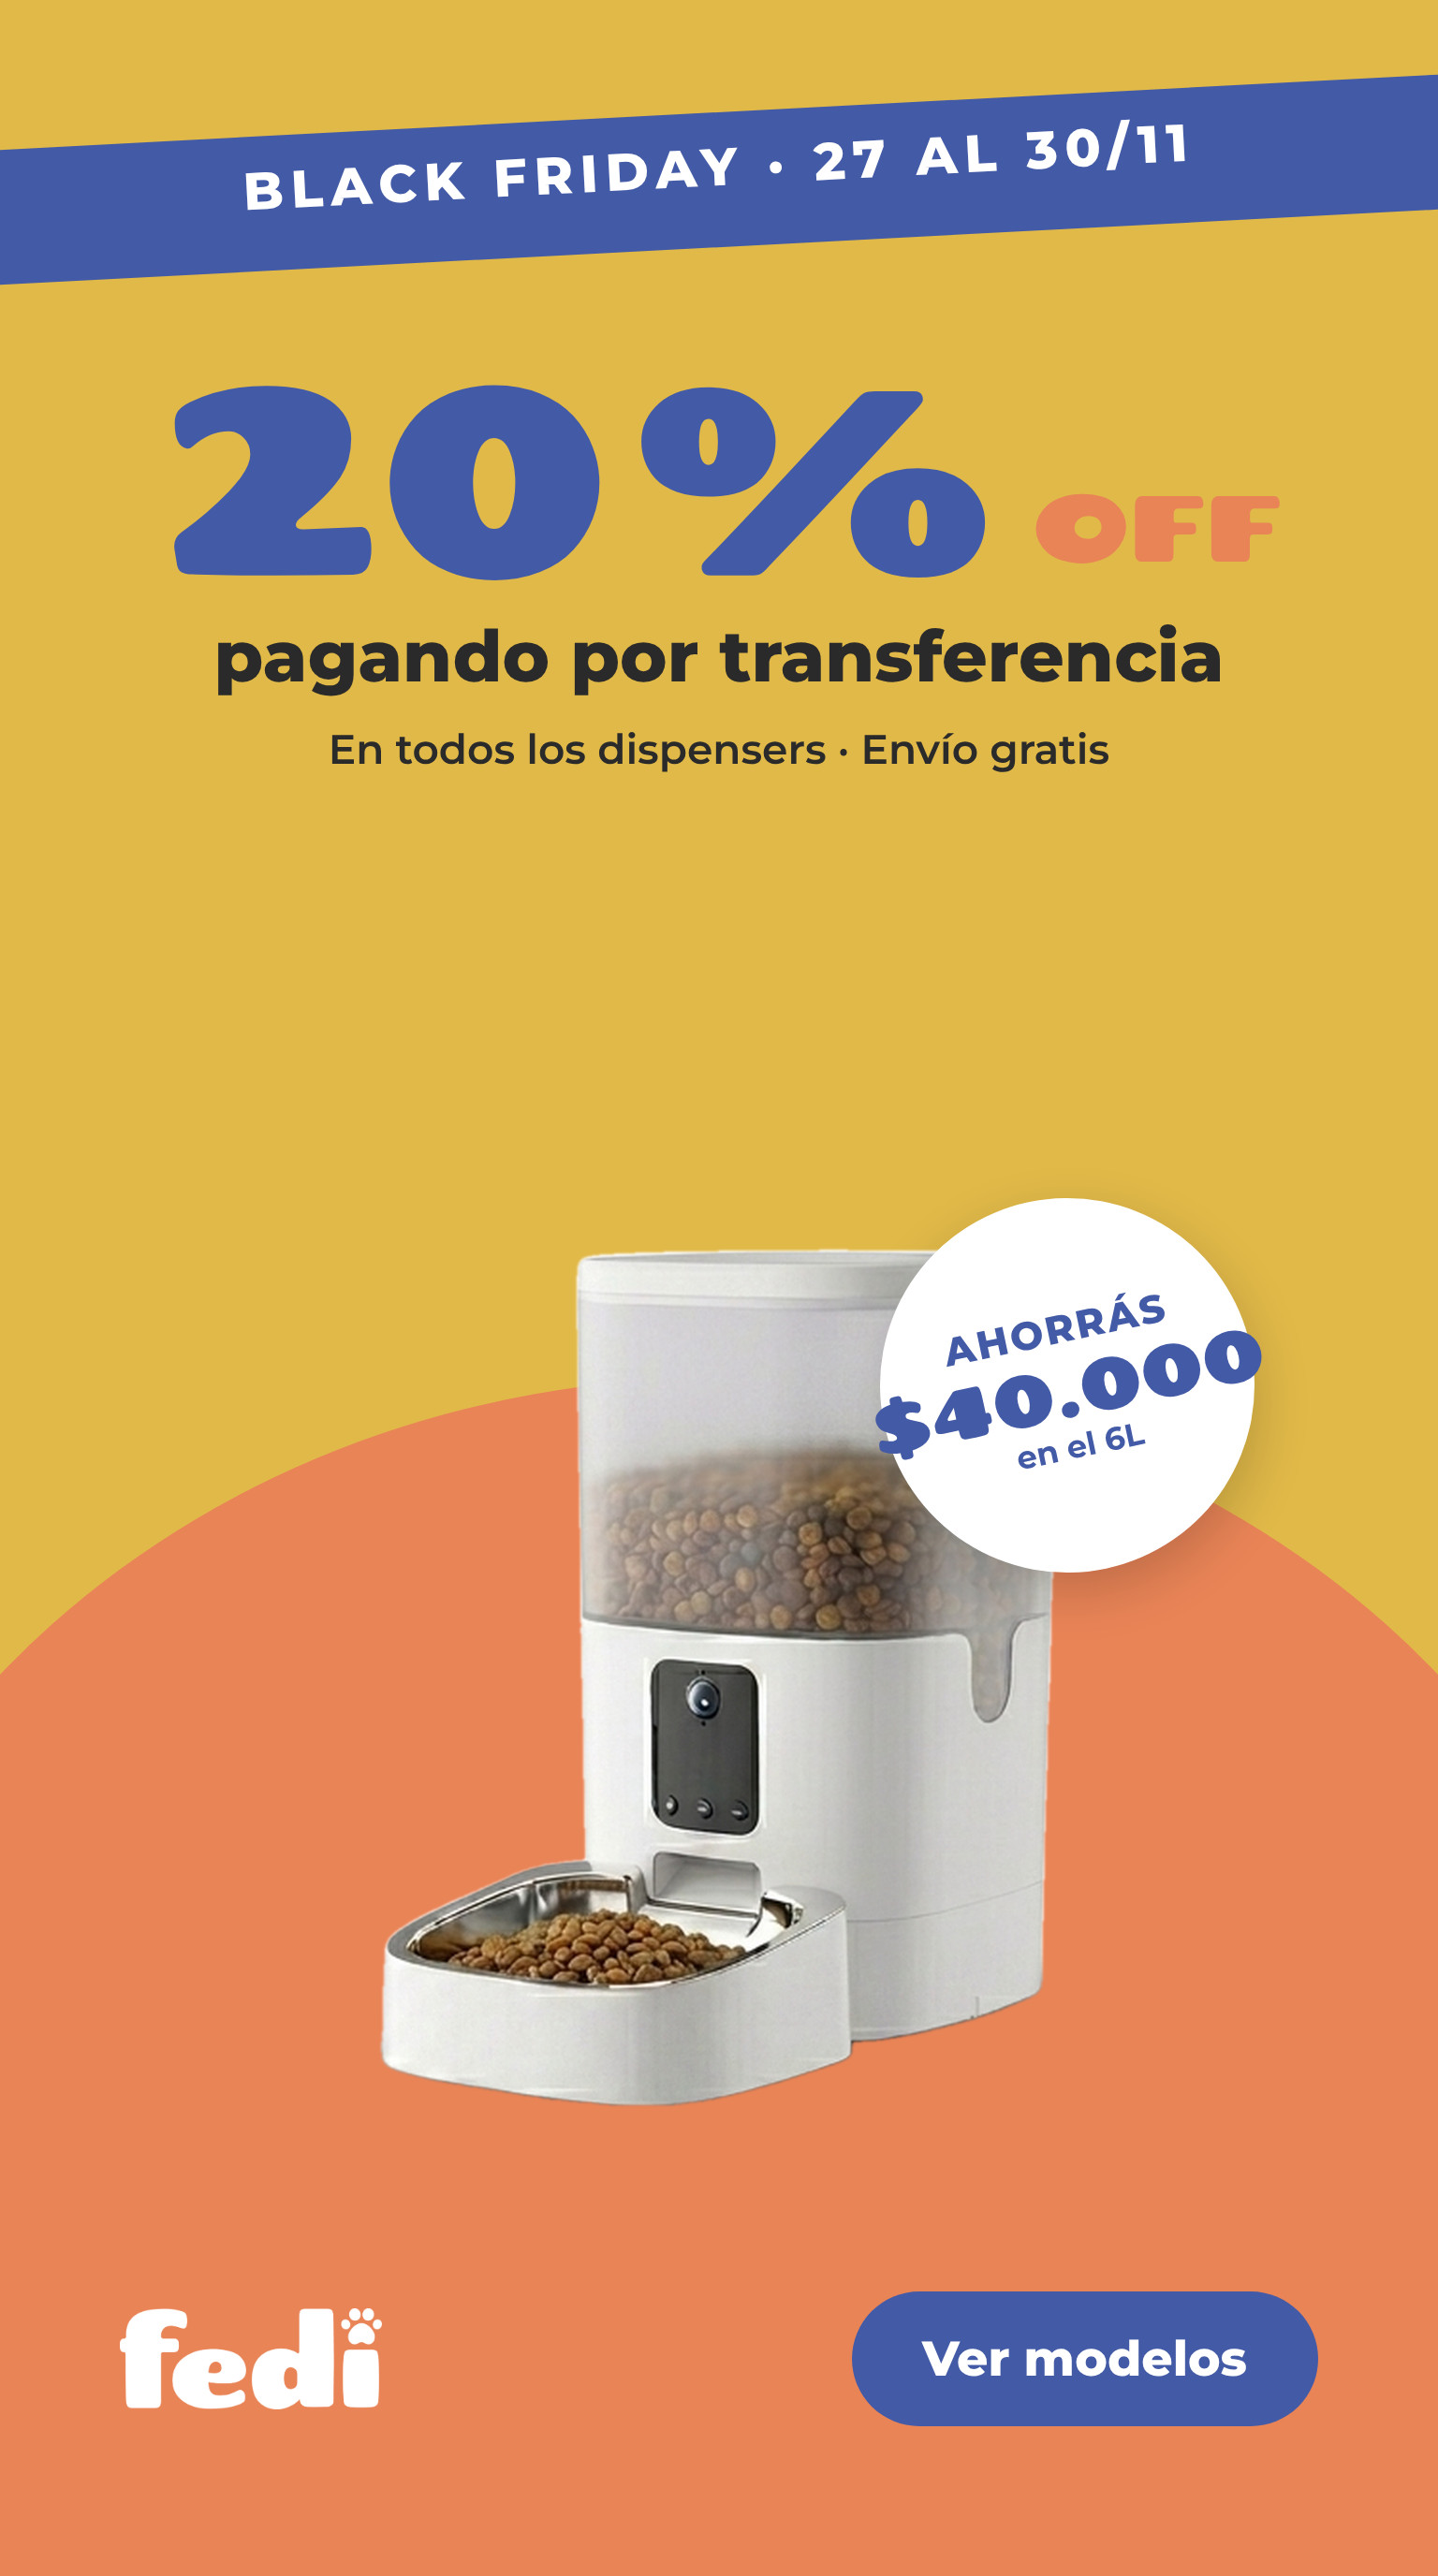 BLACK FRIDAY · 27 AL 30/11
20% OFF
pagando por transferencia
En todos los dispensers · Envío gratis
AHORRÁS
$40.000
en el 6L
fedi
Ver modelos